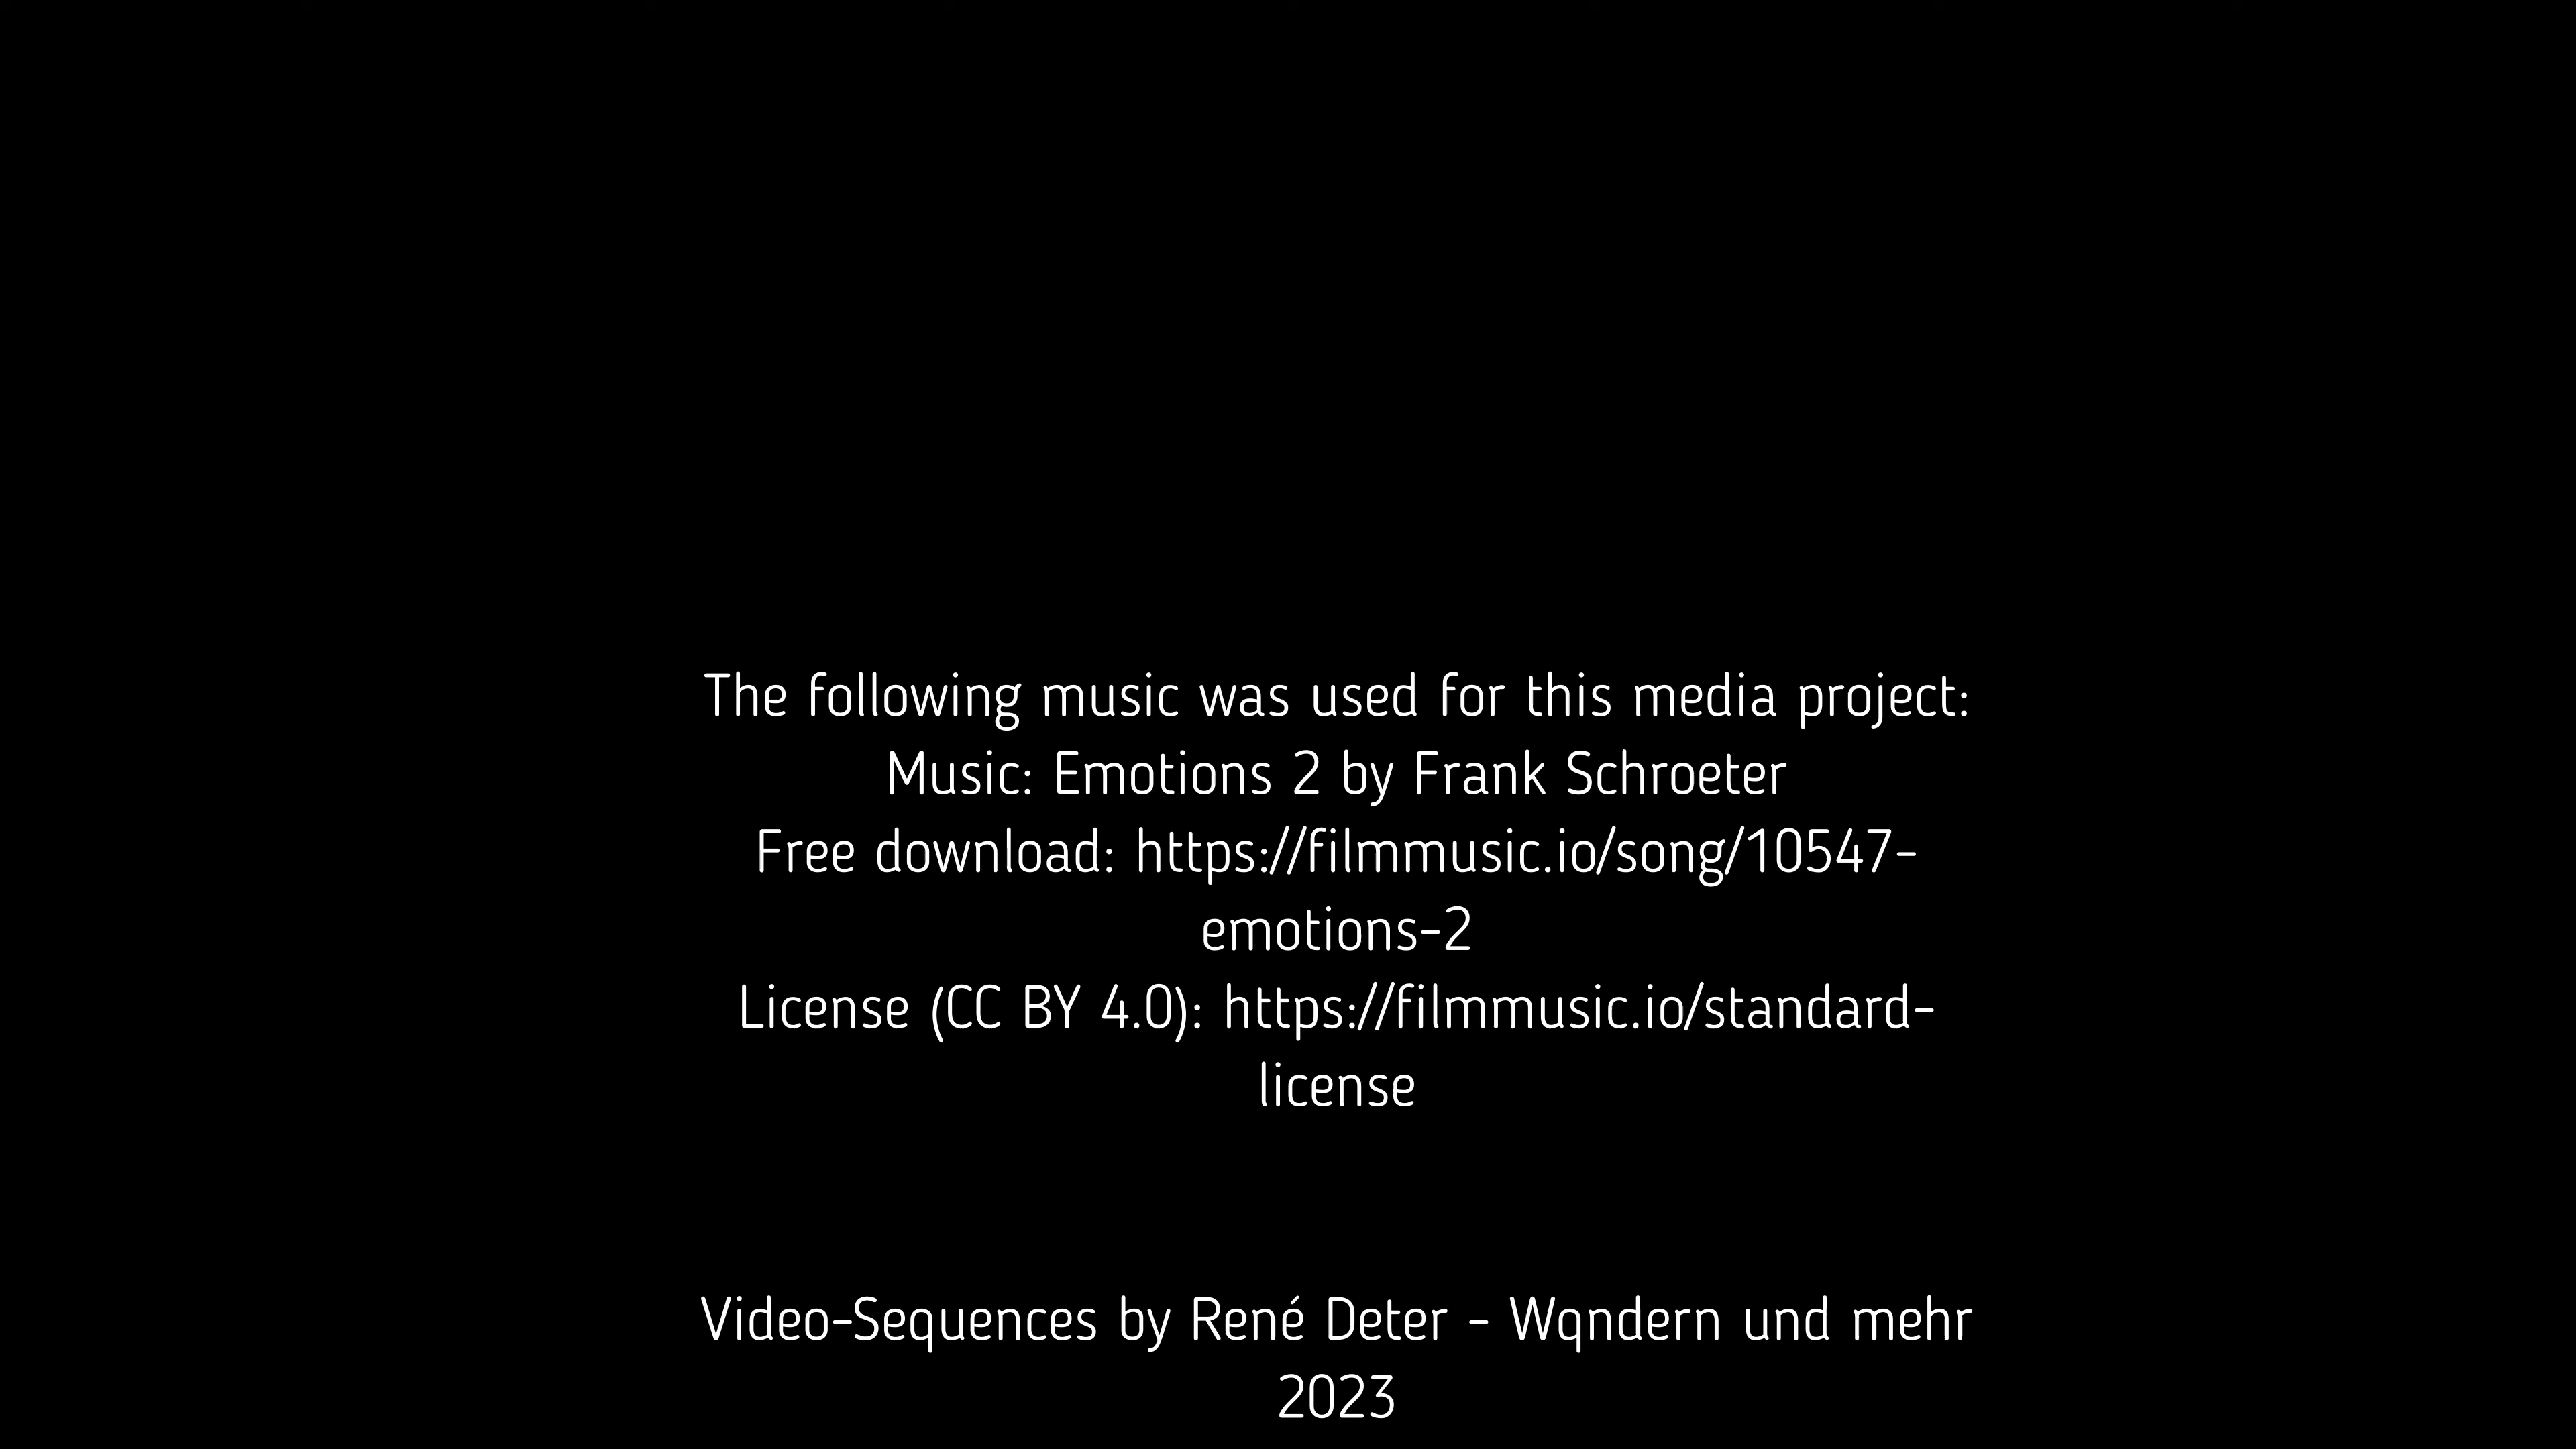 The following music was used for this media project:
Music: Emotions 2 by Frank Schroeter
Free download: https://filmmusic.io/song/10547-
emotions-2
License (CC BY 4.0): https://filmmusic.io/standard-
license
Video-Sequences by René Deter - Wqndern und mehr
2023